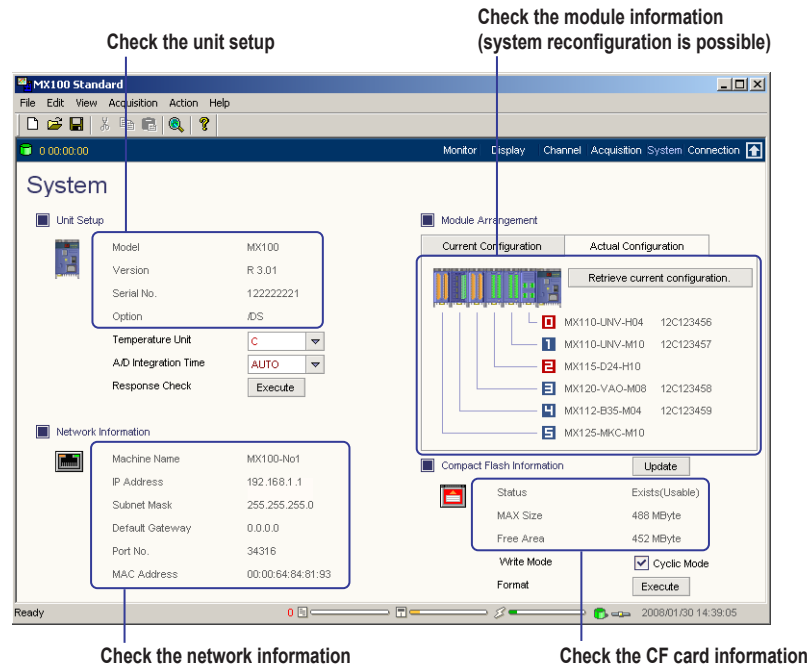 Check the module information
(system reconfiguration is possible)
Check the unit setup
MX100 Standard
File Edit View Acquisition Action Help
0 00:00:00
Monitor Display Channel Acquisition System Connection
System
Unit Setup
Model MX100
Version R 3.01
Serial No. 122222221
Option /DS
Temperature Unit C
A/D Integration Time AUTO
Response Check Execute
Network Information
Machine Name MX100-No1
IP Address 192.168.1 .1
Subnet Mask 255.255.255.0
Default Gateway 0.0.0.0
Port No. 34316
MAC Address 00:00:64:84:81:93
Module Arrangement
Current Configuration Actual Configuration
Retrieve current configuration.
0 MX110-UNV-H04 12C123456
1 MX110-UNV-M10 12C123457
2 MX115-D24-H10
3 MX120-VAO-M08 12C123458
4 MX112-B35-M04 12C123459
5 MX125-MKC-M10
Compact Flash Information Update
Status Exists(Usable)
MAX Size 488 MByte
Free Area 452 MByte
Write Mode Cyclic Mode
Format Execute
Ready 0 2008/01/30 14:39:05
Check the network information
Check the CF card information